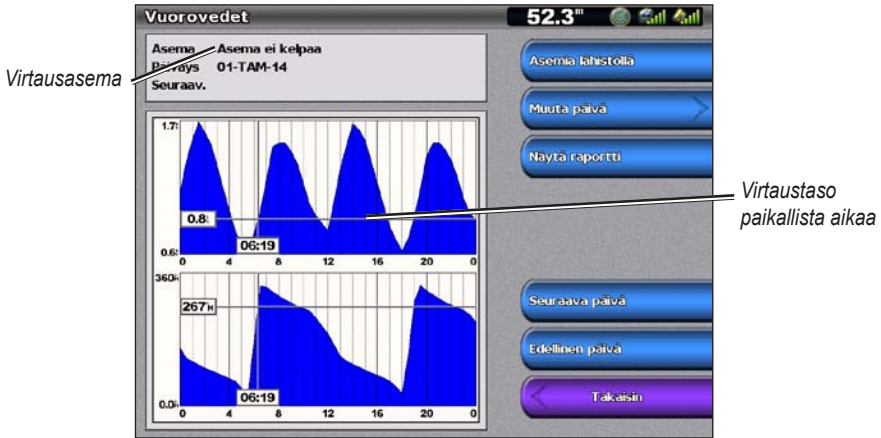 Vuorovedet
52.3"
Asema Asema ei kelpaa
Päiväys 01-TAM-14
Seuraav.
Virtausasema
Asemia lähistöllä
Muuta päivä
Näytä raportti
Virtaustaso
paikallista aikaa
1.7
0.8
06:19
0.6
0 4 8 12 16 20 0
360
267
06:19
0.0
0 4 8 12 16 20 0
Seuraava päivä
Edellinen päivä
Takaisin